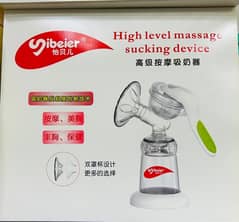 Yibeier
怡贝儿
High level massage
sucking device
高级按摩吸奶器
按摩、美胸
丰胸、保健
双罩杯设计
更多的选择